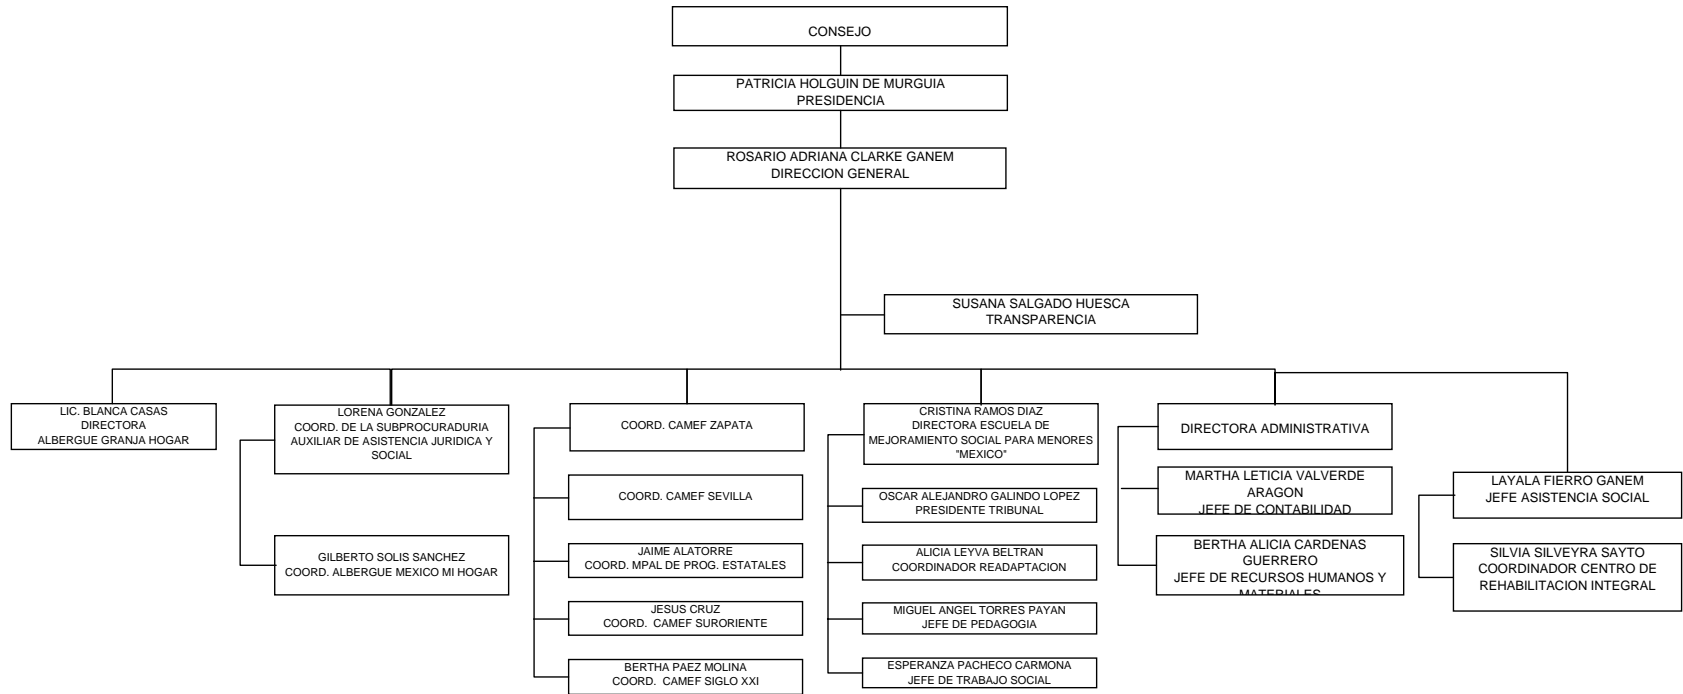 CONSEJO
PATRICIA HOLGUIN DE MURGUIA
PRESIDENCIA
ROSARIO ADRIANA CLARKE GANEM
DIRECCION GENERAL
SUSANA SALGADO HUESCA
TRANSPARENCIA
LIC. BLANCA CASAS
DIRECTORA
ALBERGUE GRANJA HOGAR
LORENA GONZALEZ
COORD. DE LA SUBPROCURADURIA
AUXILIAR DE ASISTENCIA JURIDICA Y
SOCIAL
GILBERTO SOLIS SANCHEZ
COORD. ALBERGUE MEXICO MI HOGAR
COORD. CAMEF ZAPATA
COORD. CAMEF SEVILLA
JAIME ALATORRE
COORD. MPAL DE PROG. ESTATALES
JESUS CRUZ
COORD. CAMEF SURORIENTE
BERTHA PAEZ MOLINA
COORD. CAMEF SIGLO XXI
CRISTINA RAMOS DIAZ
DIRECTORA ESCUELA DE
MEJORAMIENTO SOCIAL PARA MENORES
"MEXICO"
OSCAR ALEJANDRO GALINDO LOPEZ
PRESIDENTE TRIBUNAL
ALICIA LEYVA BELTRAN
COORDINADOR READAPTACION
MIGUEL ANGEL TORRES PAYAN
JEFE DE PEDAGOGIA
ESPERANZA PACHECO CARMONA
JEFE DE TRABAJO SOCIAL
DIRECTORA ADMINISTRATIVA
MARTHA LETICIA VALVERDE
ARAGON
JEFE DE CONTABILIDAD
BERTHA ALICIA CARDENAS
GUERRERO
JEFE DE RECURSOS HUMANOS Y
MATERIALES
LAYALA FIERRO GANEM
JEFE ASISTENCIA SOCIAL
SILVIA SILVEYRA SAYTO
COORDINADOR CENTRO DE
REHABILITACION INTEGRAL